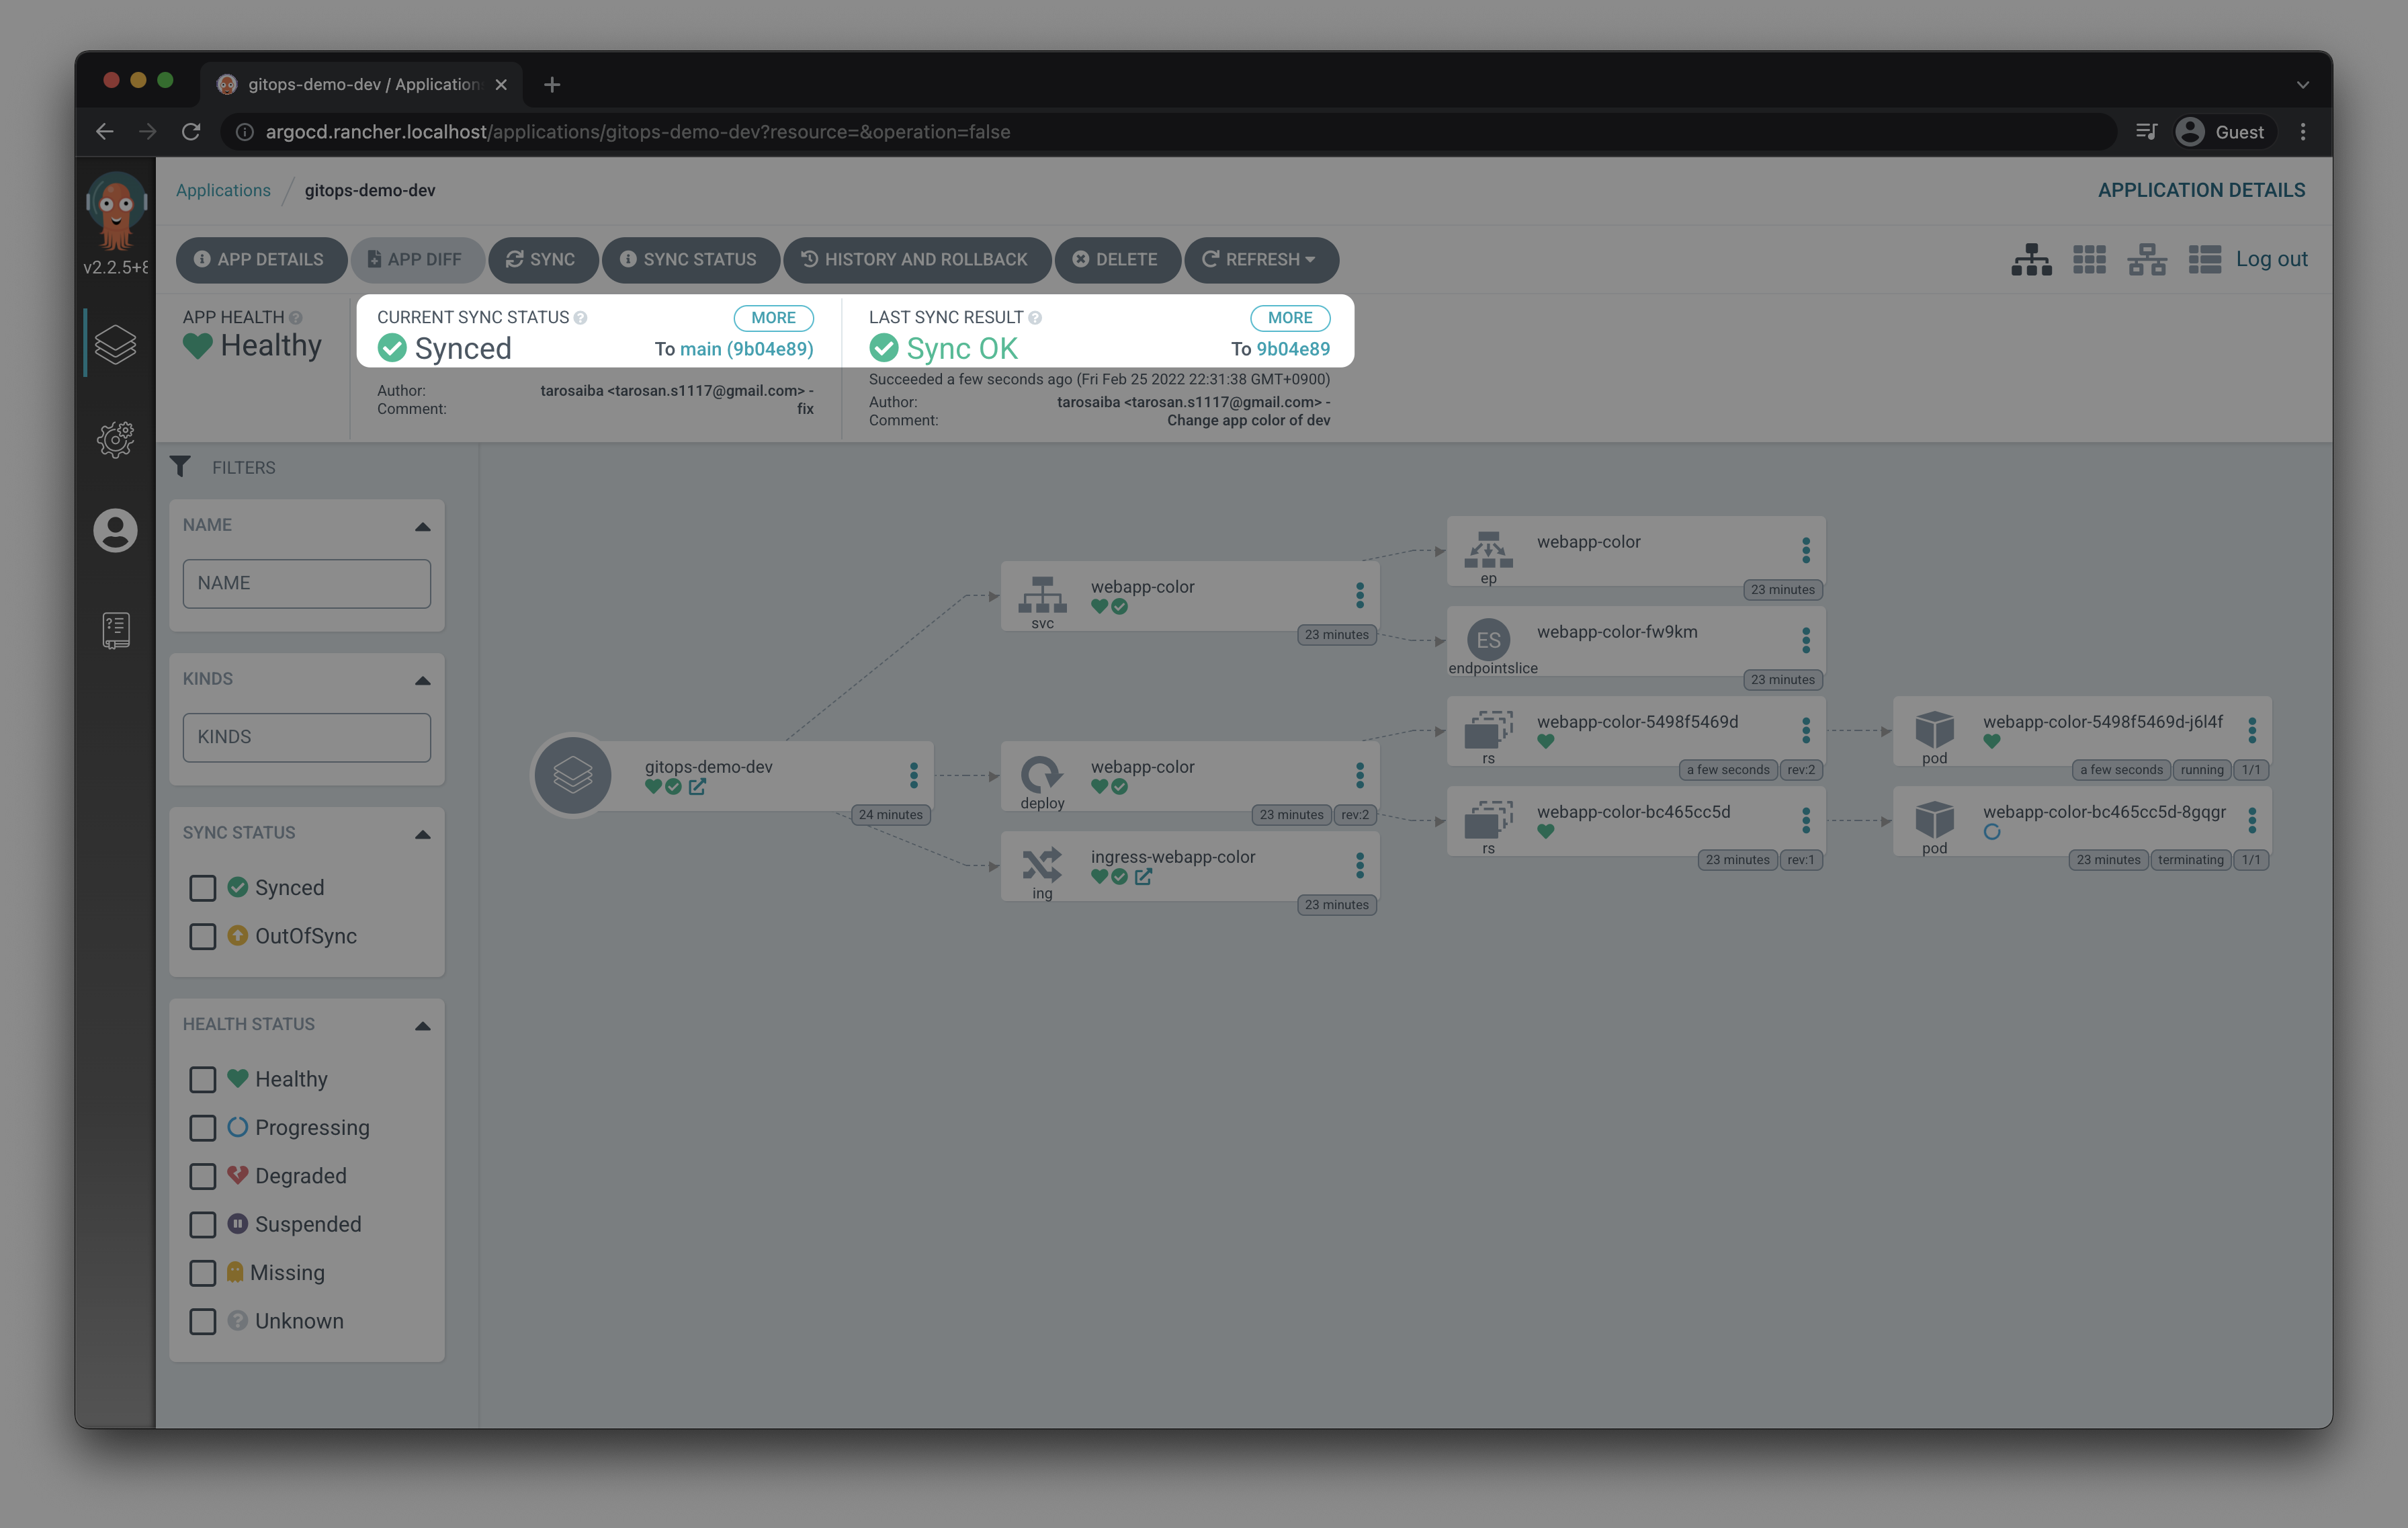 gitops-demo-dev / Application
argocd.rancher.localhost/applications/gitops-demo-dev?resource=&operation=false
Guest
v2.2.5+8
Applications / gitops-demo-dev
APPLICATION DETAILS
APP DETAILS
APP DIFF
SYNC
SYNC STATUS
HISTORY AND ROLLBACK
DELETE
REFRESH
Log out
APP HEALTH
Healthy
CURRENT SYNC STATUS
MORE
Synced
To main (9b04e89)
Author: tarosaiba <tarosan.s1117@gmail.com> -
Comment: fix
LAST SYNC RESULT
MORE
Sync OK
To 9b04e89
Succeeded a few seconds ago (Fri Feb 25 2022 22:31:38 GMT+0900)
Author: tarosaiba <tarosan.s1117@gmail.com> -
Comment: Change app color of dev
FILTERS
NAME
NAME
KINDS
KINDS
SYNC STATUS
Synced
OutOfSync
HEALTH STATUS
Healthy
Progressing
Degraded
Suspended
Missing
Unknown
gitops-demo-dev
24 minutes
svc
webapp-color
23 minutes
deploy
webapp-color
23 minutes
rev:2
ing
ingress-webapp-color
23 minutes
ep
webapp-color
23 minutes
ES
endpointslice
webapp-color-fw9km
23 minutes
rs
webapp-color-5498f5469d
a few seconds
rev:2
rs
webapp-color-bc465cc5d
23 minutes
rev:1
pod
webapp-color-5498f5469d-j6l4f
a few seconds
running
1/1
pod
webapp-color-bc465cc5d-8gqgr
23 minutes
terminating
1/1